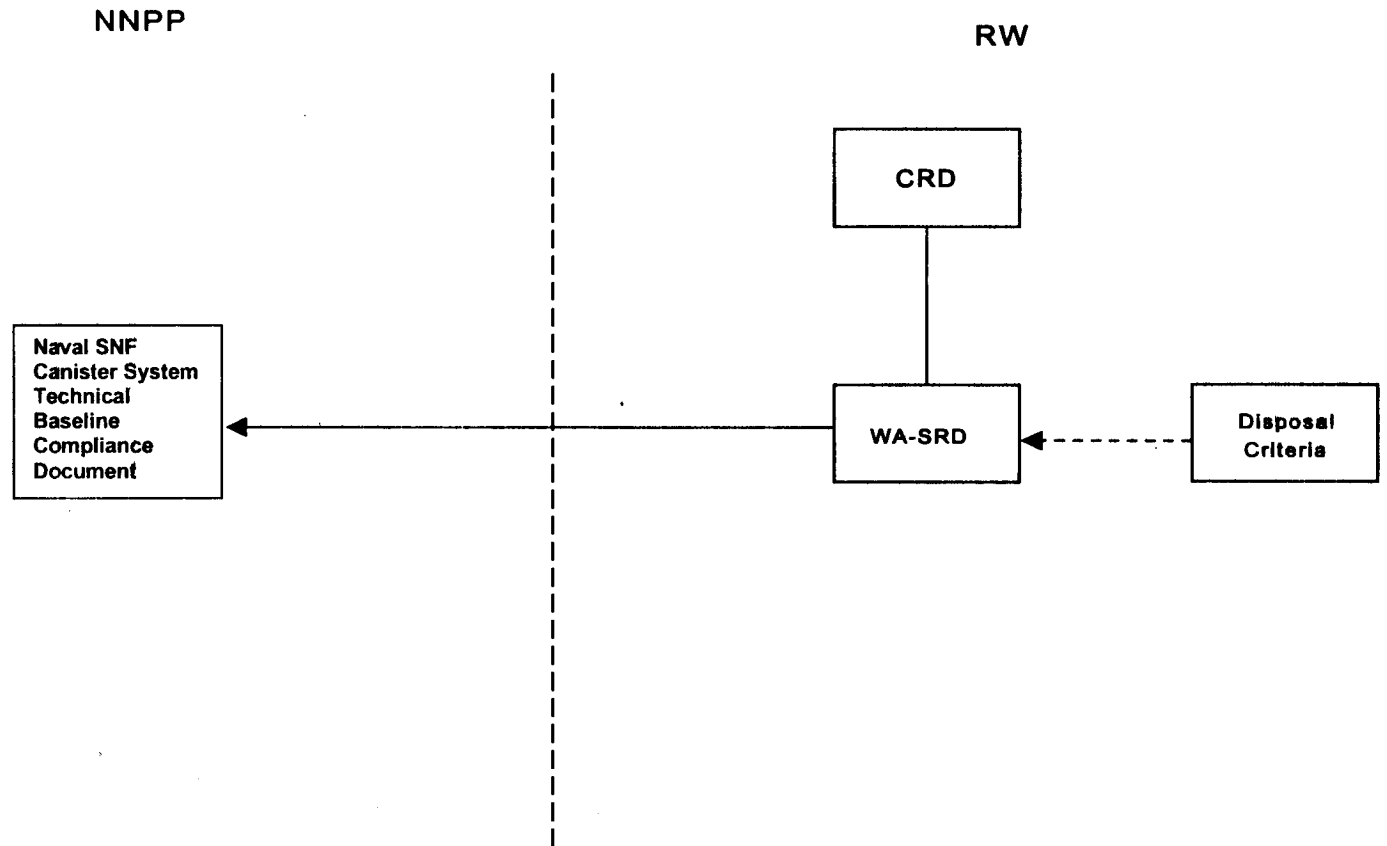 NNPP
RW
CRD
Naval SNF
Canister System
Technical
Baseline
Compliance
Document
WA-SRD
Disposal
Criteria